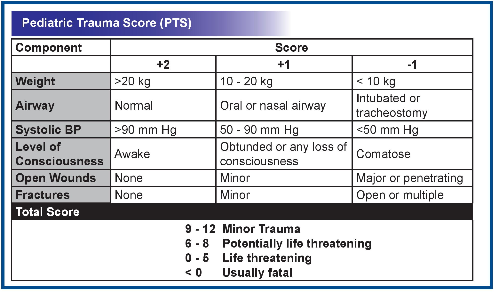 Pediatric Trauma Score (PTS)
Component Score
+2 +1 -1
Weight >20 kg 10 - 20 kg < 10 kg
Airway Normal Oral or nasal airway Intubated or
tracheostomy
Systolic BP >90 mm Hg 50 - 90 mm Hg <50 mm Hg
Level of
Consciousness Awake Obtunded or any loss of
consciousness Comatose
Open Wounds None Minor Major or penetrating
Fractures None Minor Open or multiple
Total Score
9 - 12 Minor Trauma
6 - 8 Potentially life threatening
0 - 5 Life threatening
< 0 Usually fatal